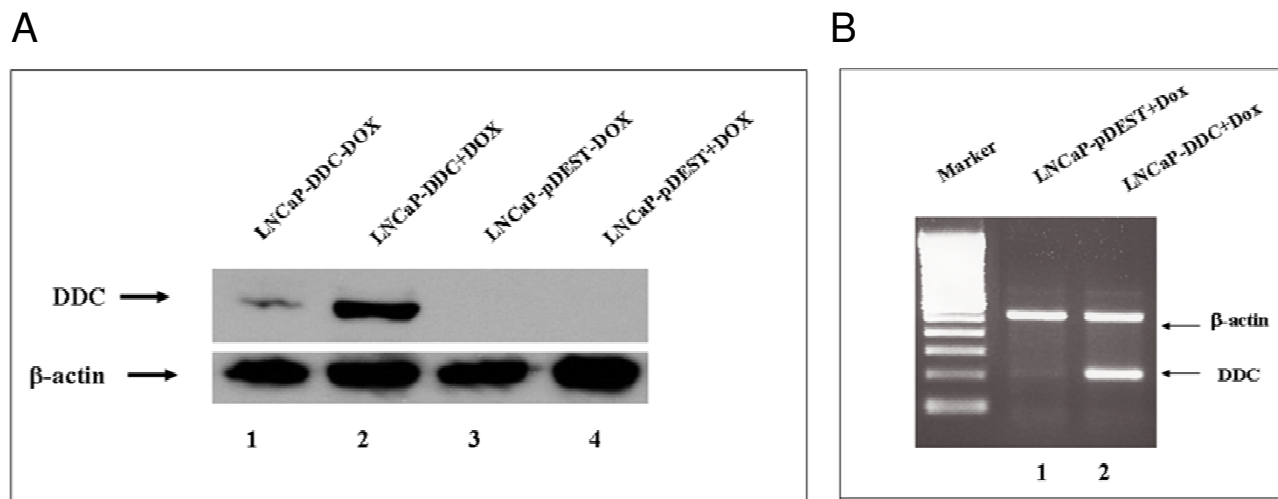 A
LNCaP-DDC-DOX
LNCaP-DDC+DOX
LNCaP-pDEST-DOX
LNCaP-pDEST+DOX
DDC
β-actin
1 2 3 4
B
Marker
LNCaP-pDEST+Dox
LNCaP-DDC+Dox
β-actin
DDC
1 2